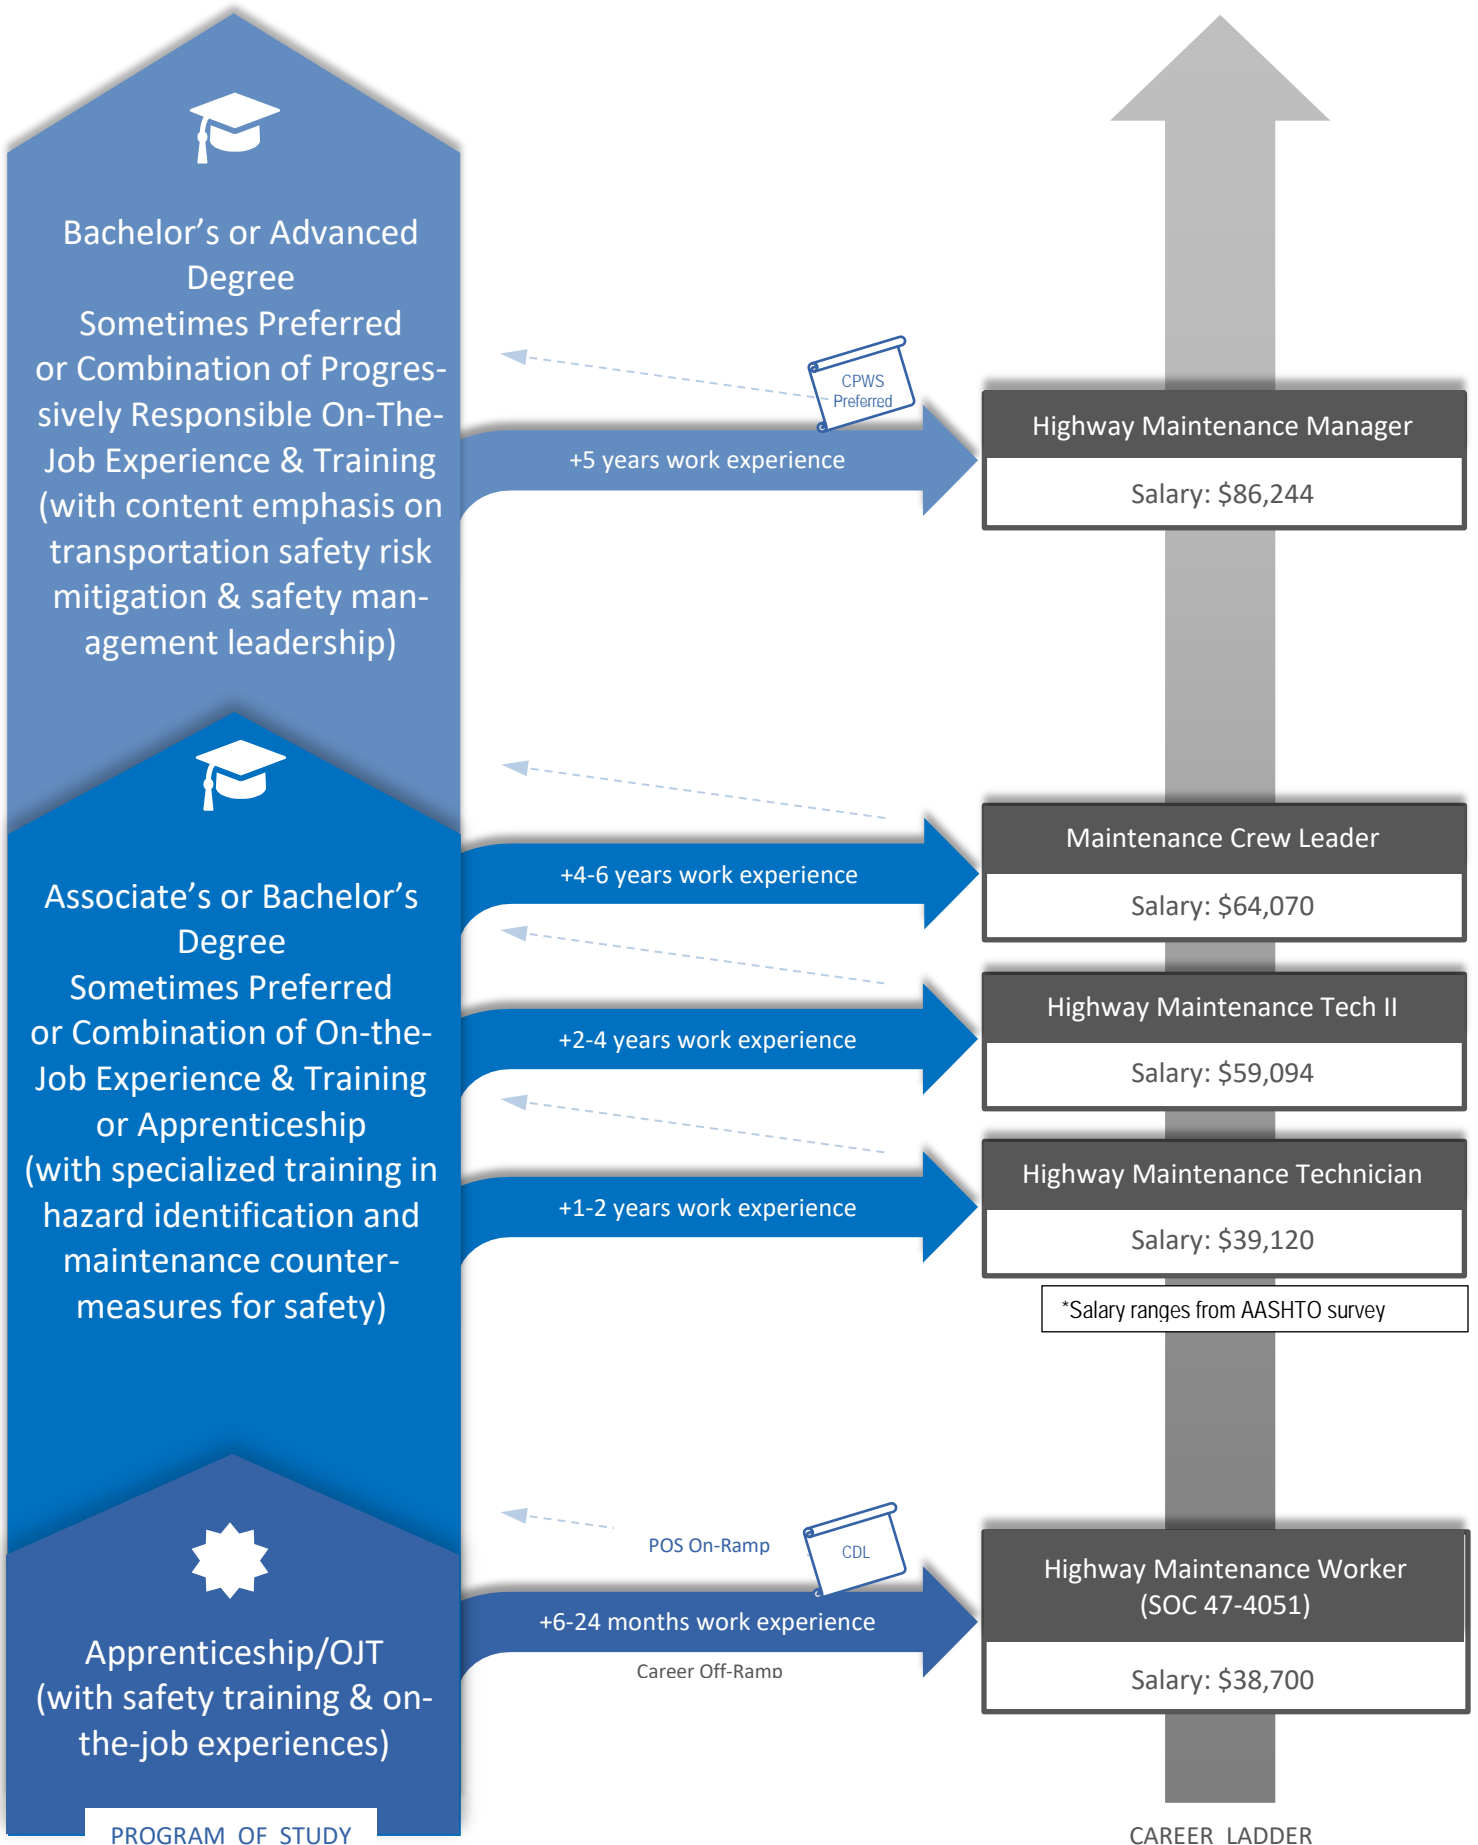 Bachelor’s or Advanced
Degree
Sometimes Preferred
or Combination of Progres-
sively Responsible On-The-
Job Experience & Training
(with content emphasis on
transportation safety risk
mitigation & safety man-
agement leadership)
CPWS
Preferred
+5 years work experience
Highway Maintenance Manager
Salary: $86,244
Associate’s or Bachelor’s
Degree
Sometimes Preferred
or Combination of On-the-
Job Experience & Training
or Apprenticeship
(with specialized training in
hazard identification and
maintenance counter-
measures for safety)
+4-6 years work experience
Maintenance Crew Leader
Salary: $64,070
+2-4 years work experience
Highway Maintenance Tech II
Salary: $59,094
+1-2 years work experience
Highway Maintenance Technician
Salary: $39,120
*Salary ranges from AASHTO survey
Apprenticeship/OJT
(with safety training & on-
the-job experiences)
POS On-Ramp
CDL
+6-24 months work experience
Career Off-Ramp
Highway Maintenance Worker
(SOC 47-4051)
Salary: $38,700
PROGRAM OF STUDY
CAREER LADDER